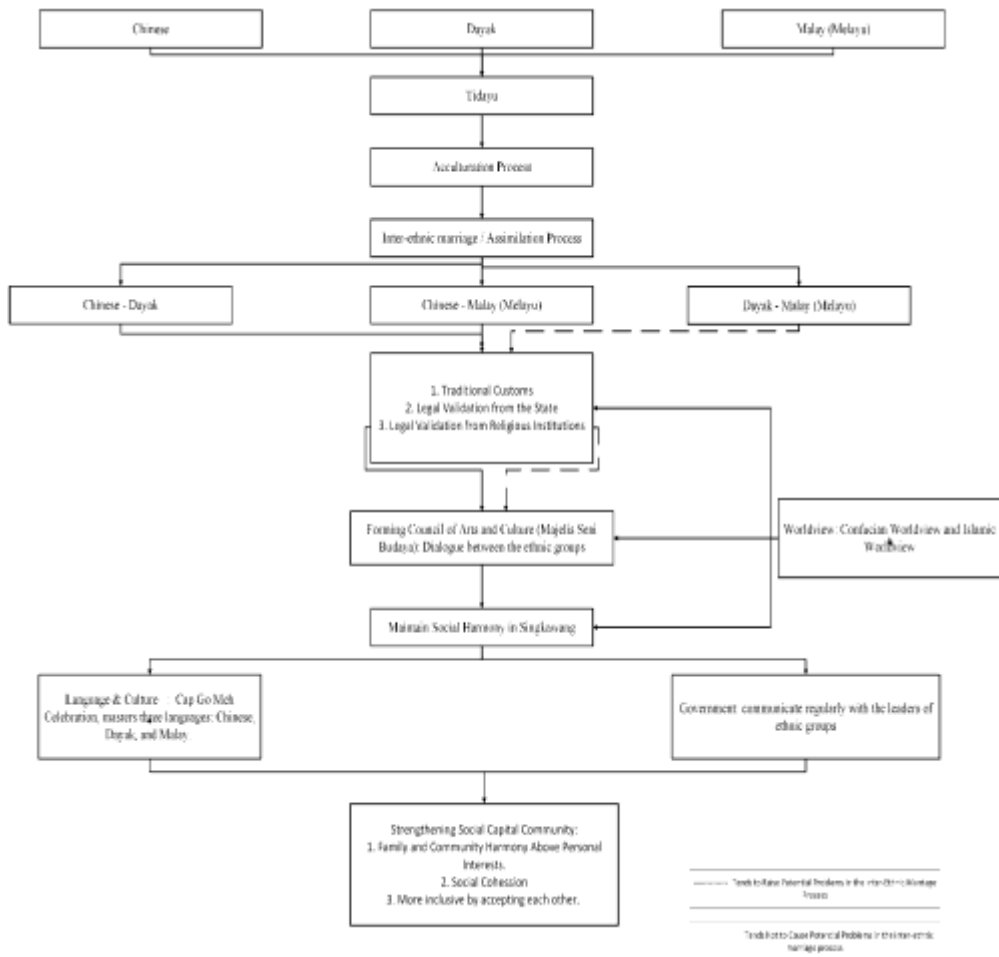 Chinese
Dayak
Malay (Melayu)
Tidayu
Acculturation Process
Inter-ethnic marriage / Assimilation Process
Chinese - Dayak
Chinese - Malay (Melayu)
Dayak - Malay (Melayu)
1. Traditional Customs
2. Legal Validation from the State
3. Legal Validation from Religious Institutions
Forming Council of Arts and Culture (Majelis Seni
Budaya): Dialogue between the ethnic groups
Worldview: Confucian Worldview and Islamic
Worldview
Maintain Social Harmony in Singkawang
Language & Culture : Cap Go Meh
Celebration, masters three languages: Chinese,
Dayak, and Malay
Government: communicate regularly with the leaders of
ethnic groups
Strengthening Social Capital Community:
1. Family and Community Harmony Above Personal
Interests.
2. Social Cohession
3. More inclusive by accepting each other.
Tends to Raise Potential Problems in the Inter-Ethnic Marriage
Process
Tends Not to Cause Potential Problems in the inter-ethnic
marriage process.